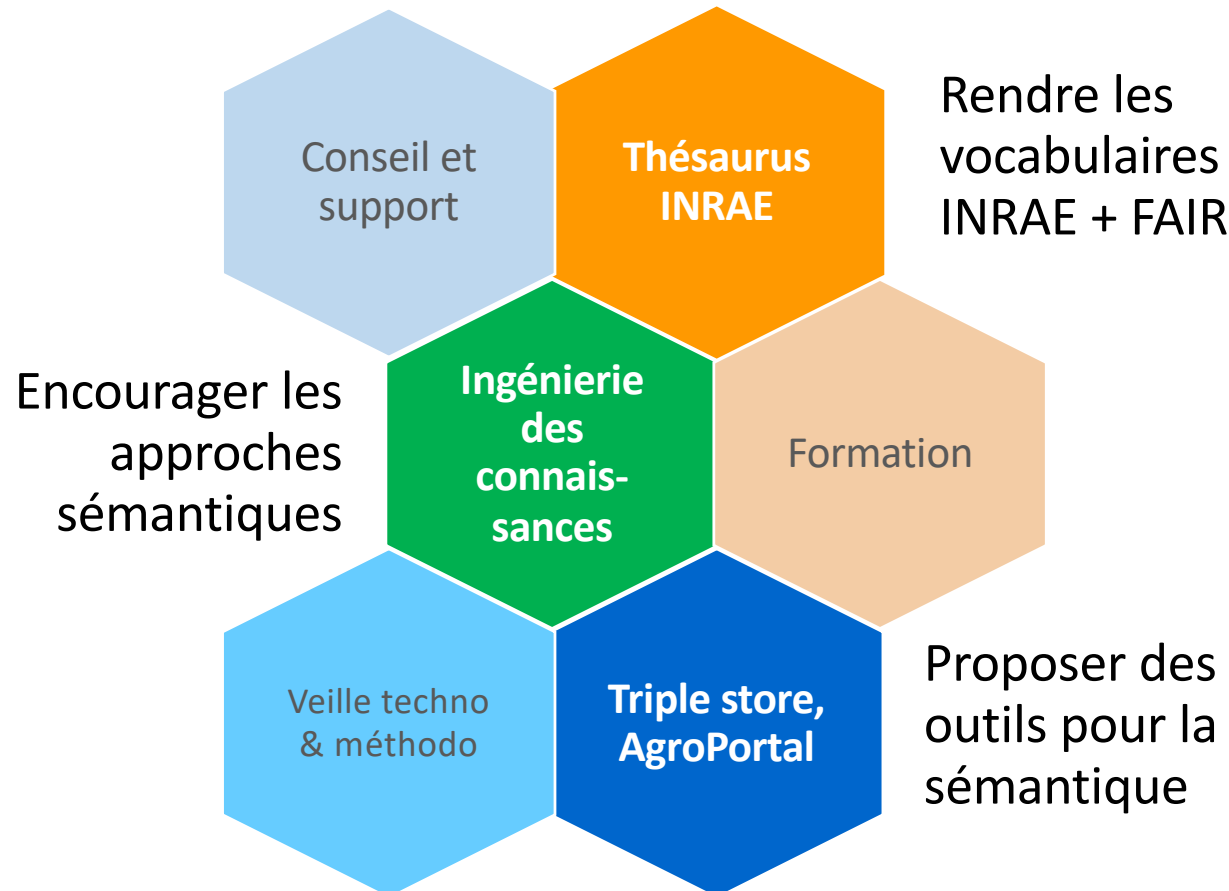 Conseil et
support
Thésaurus
INRAE
Rendre les
vocabulaires
INRAE + FAIR
Encourager les
approches
sémantiques
Ingénierie
des
connais-
sances
Formation
Veille techno
& méthodo
Triple store,
AgroPortal
Proposer des
outils pour la
sémantique